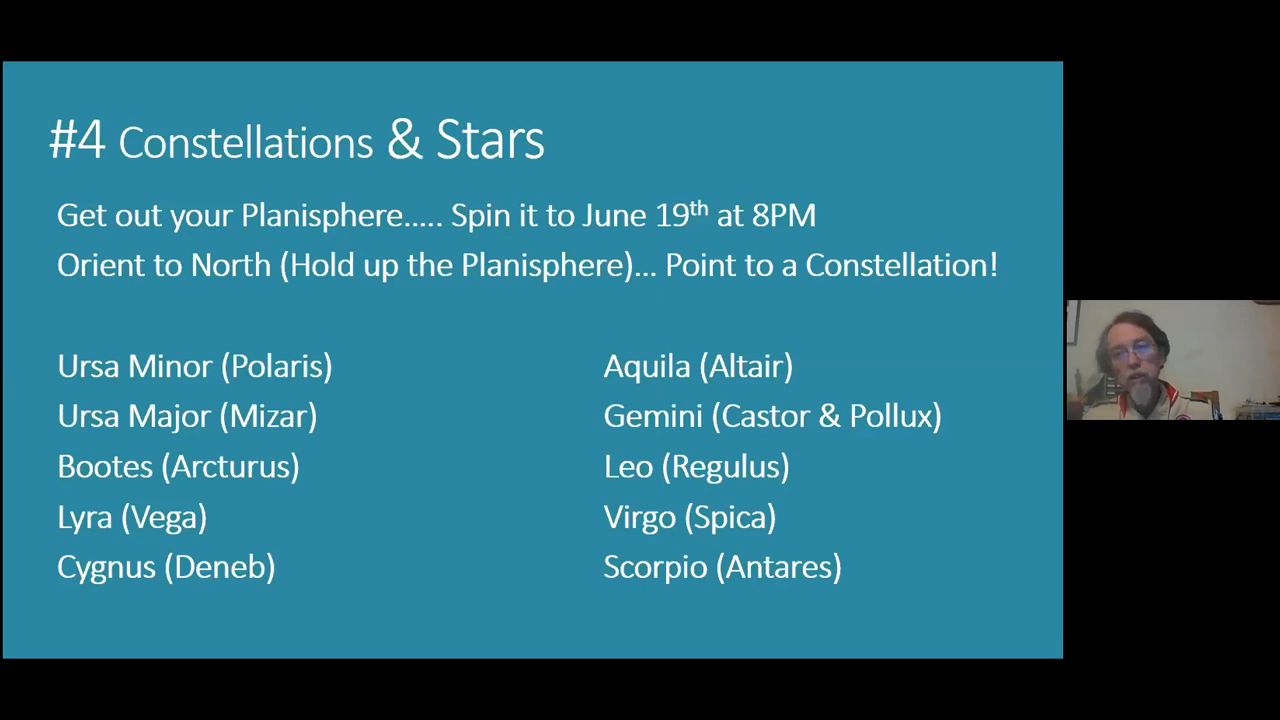 #4 Constellations & Stars
Get out your Planisphere..... Spin it to June 19th at 8PM
Orient to North (Hold up the Planisphere)... Point to a Constellation!
Ursa Minor (Polaris)
Ursa Major (Mizar)
Bootes (Arcturus)
Lyra (Vega)
Cygnus (Deneb)
Aquila (Altair)
Gemini (Castor & Pollux)
Leo (Regulus)
Virgo (Spica)
Scorpio (Antares)